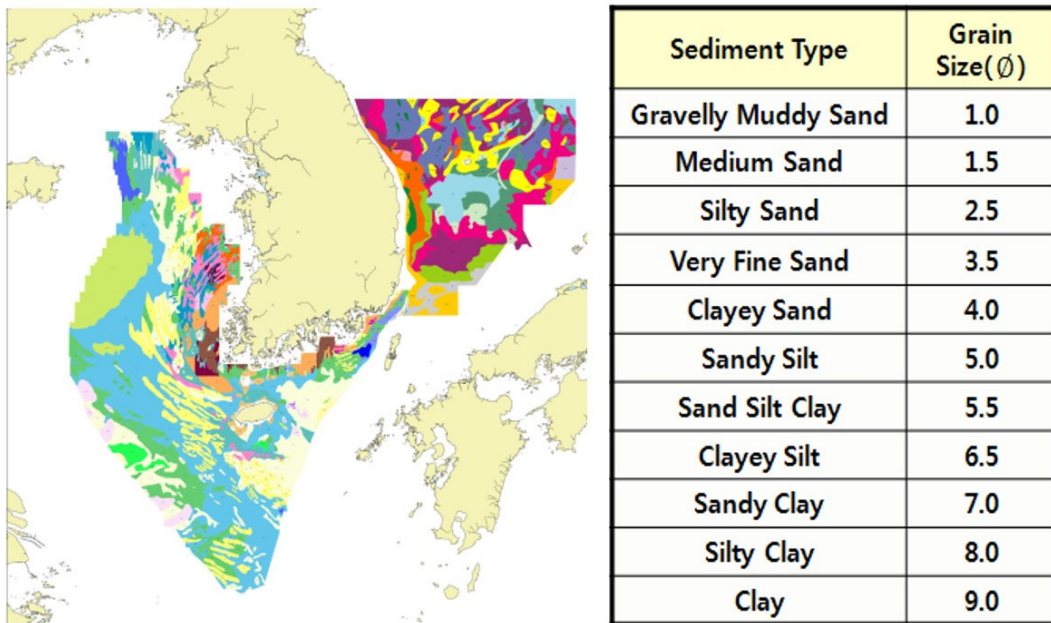 Sediment Type Grain
Size(∅)
Gravelly Muddy Sand 1.0
Medium Sand 1.5
Silty Sand 2.5
Very Fine Sand 3.5
Clayey Sand 4.0
Sandy Silt 5.0
Sand Silt Clay 5.5
Clayey Silt 6.5
Sandy Clay 7.0
Silty Clay 8.0
Clay 9.0